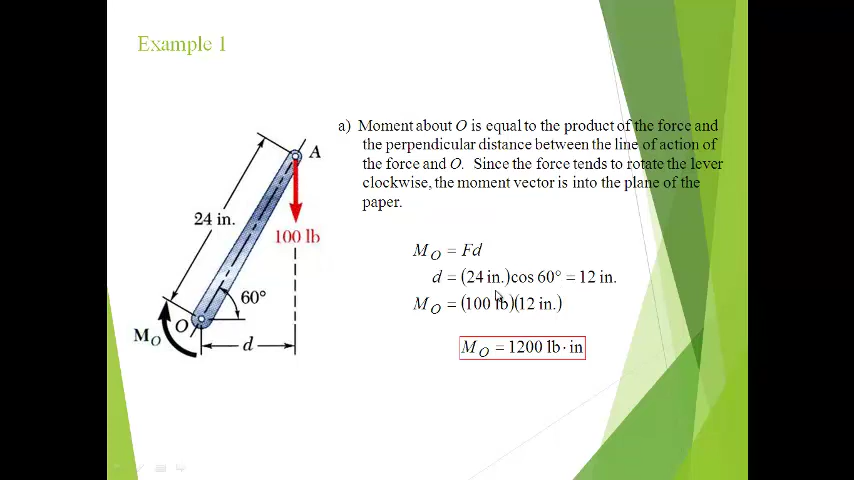 Example 1
a) Moment about O is equal to the product of the force and
the perpendicular distance between the line of action of
the force and O. Since the force tends to rotate the lever
clockwise, the moment vector is into the plane of the
paper.
A
24 in.
100 lb
60°
O
M_O
d
M_O = Fd
d = (24 in.)cos 60° = 12 in.
M_O = (100 lb)(12 in.)
M_O = 1200 lb·in